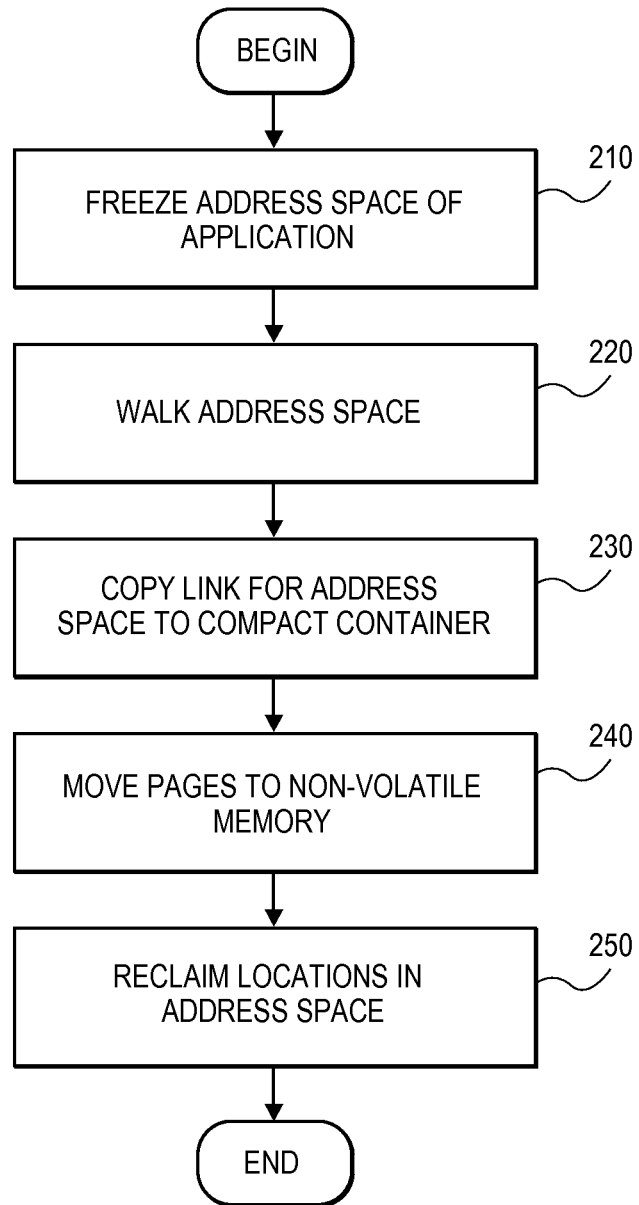 BEGIN
210
FREEZE ADDRESS SPACE OF
APPLICATION
220
WALK ADDRESS SPACE
230
COPY LINK FOR ADDRESS
SPACE TO COMPACT CONTAINER
240
MOVE PAGES TO NON-VOLATILE
MEMORY
250
RECLAIM LOCATIONS IN
ADDRESS SPACE
END